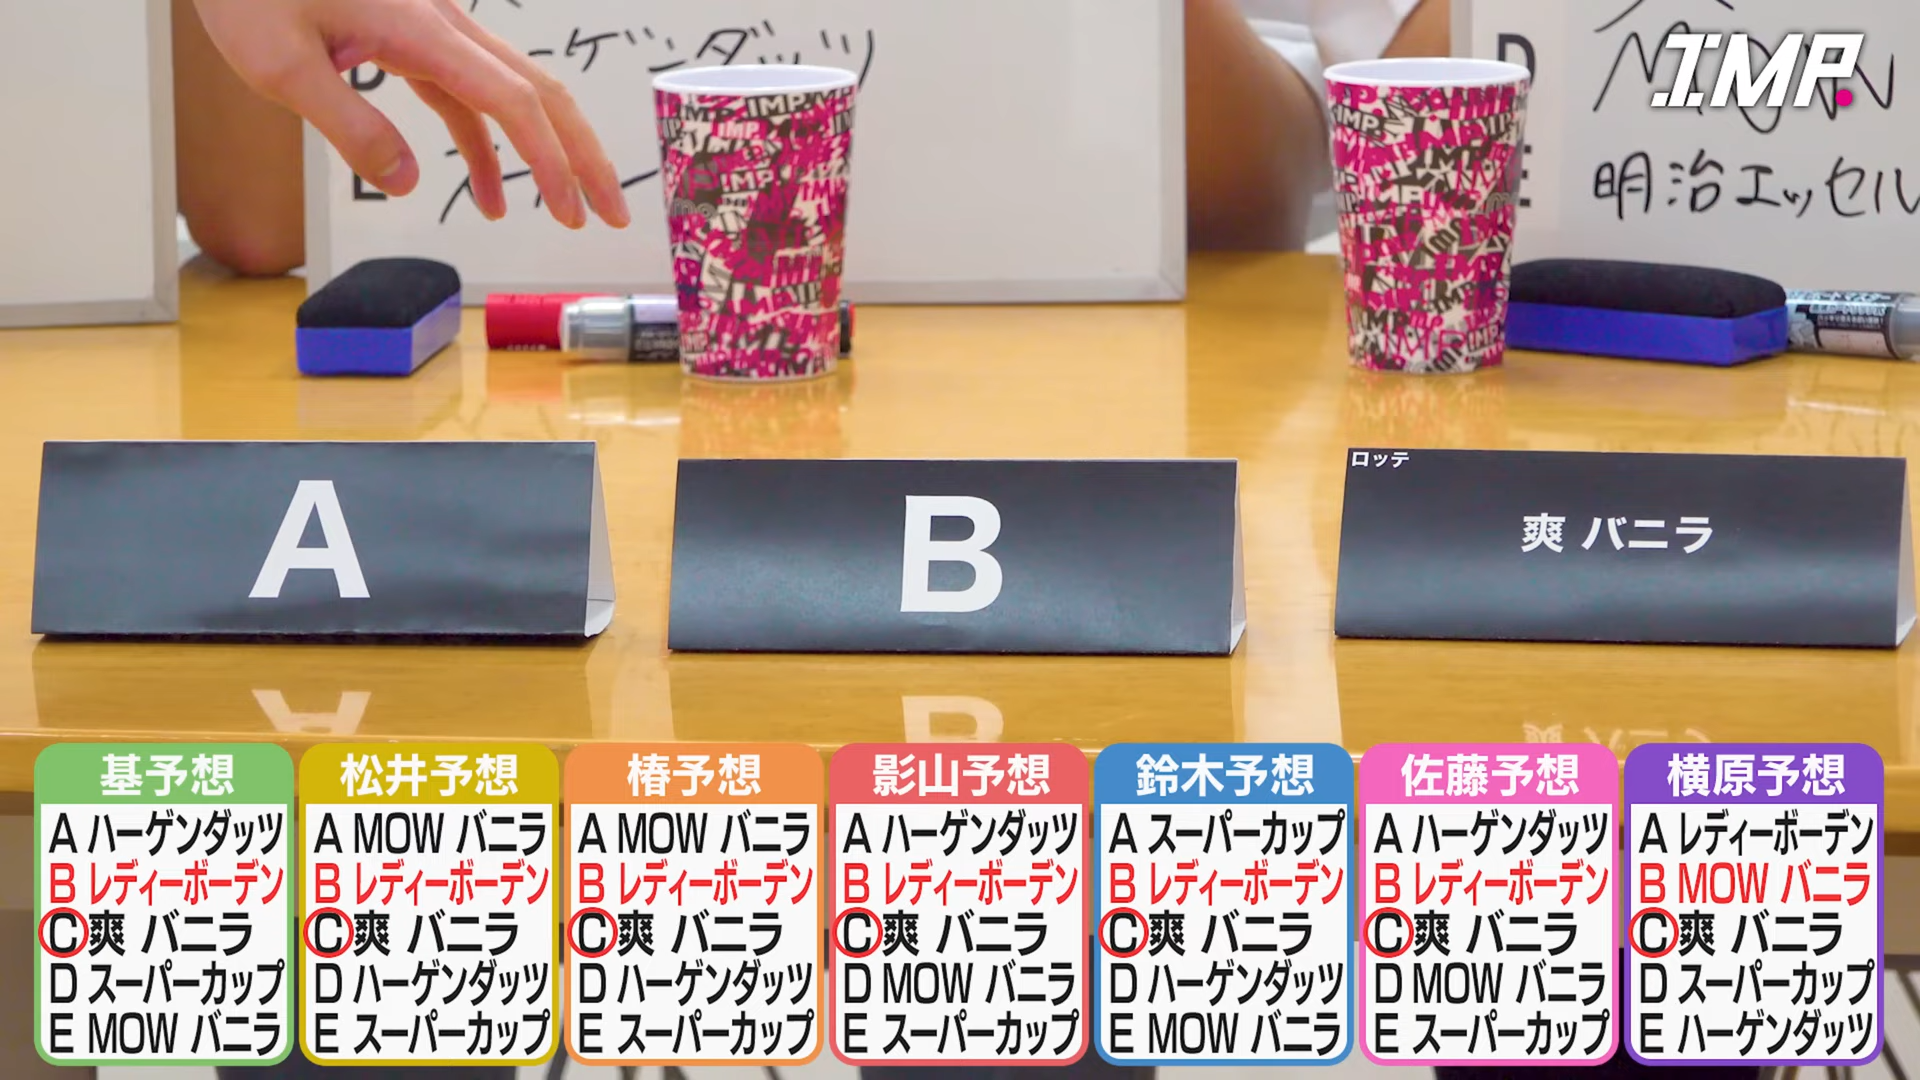 D
ーゲンダッツ
E
スーパー
IMP.
D
MOW
E
明治エッセル
A
B
ロッテ
爽 バニラ
基予想
A ハーゲンダッツ
B レディーボーデン
C 爽 バニラ
D スーパーカップ
E MOW バニラ
松井予想
A MOW バニラ
B レディーボーデン
C 爽 バニラ
D ハーゲンダッツ
E スーパーカップ
椿予想
A MOW バニラ
B レディーボーデン
C 爽 バニラ
D ハーゲンダッツ
E スーパーカップ
影山予想
A ハーゲンダッツ
B レディーボーデン
C 爽 バニラ
D MOW バニラ
E スーパーカップ
鈴木予想
A スーパーカップ
B レディーボーデン
C 爽 バニラ
D ハーゲンダッツ
E MOW バニラ
佐藤予想
A ハーゲンダッツ
B レディーボーデン
C 爽 バニラ
D MOW バニラ
E スーパーカップ
横原予想
A レディーボーデン
B MOW バニラ
C 爽 バニラ
D スーパーカップ
E ハーゲンダッツ